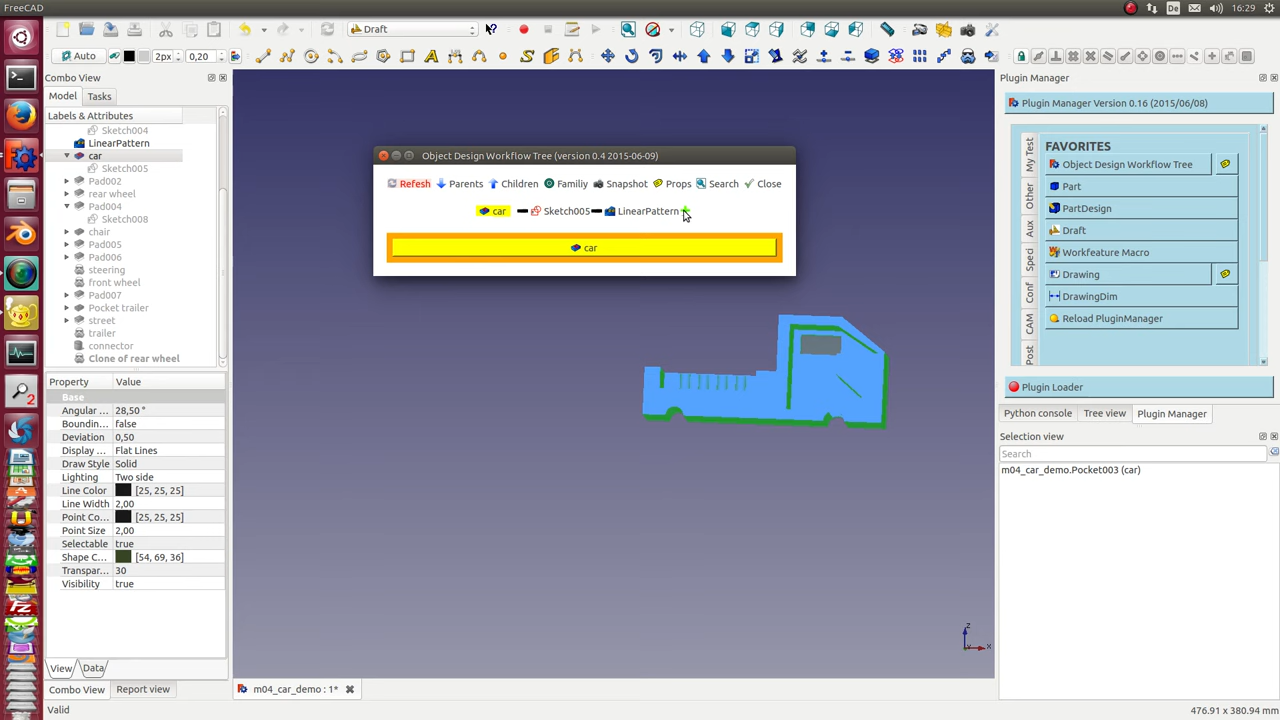 FreeCAD
De
16:29
Draft
Auto
2px
0,20
A
S
Combo View
Model
Tasks
Labels & Attributes
Sketch004
LinearPattern
car
Sketch005
Pad002
rear wheel
Pad004
Sketch008
chair
Pad005
Pad006
steering
front wheel
Pad007
Pocket trailer
street
trailer
connector
Clone of rear wheel
Property
Value
Base
Angular ...
28,50 °
Boundin...
false
Deviation
0,50
Display ...
Flat Lines
Draw Style
Solid
Lighting
Two side
Line Color
[25, 25, 25]
Line Width
2,00
Point Co...
[25, 25, 25]
Point Size
2,00
Selectable
true
Shape C...
[54, 69, 36]
Transpar...
30
Visibility
true
View
Data
Combo View
Report view
Valid
Object Design Workflow Tree (version 0.4 2015-06-09)
Refesh
Parents
Children
Familiy
Snapshot
Props
Search
Close
car
Sketch005
LinearPattern
car
z
x
m04_car_demo : 1*
Plugin Manager
Plugin Manager Version 0.16 (2015/06/08)
My Test
Other
Aux
Sped
Conf
CAM
Post
FAVORITES
Object Design Workflow Tree
Part
PartDesign
Draft
Workfeature Macro
Drawing
DrawingDim
Reload PluginManager
Plugin Loader
Python console
Tree view
Plugin Manager
Selection view
Search
m04_car_demo.Pocket003 (car)
476.91 x 380.94 mm